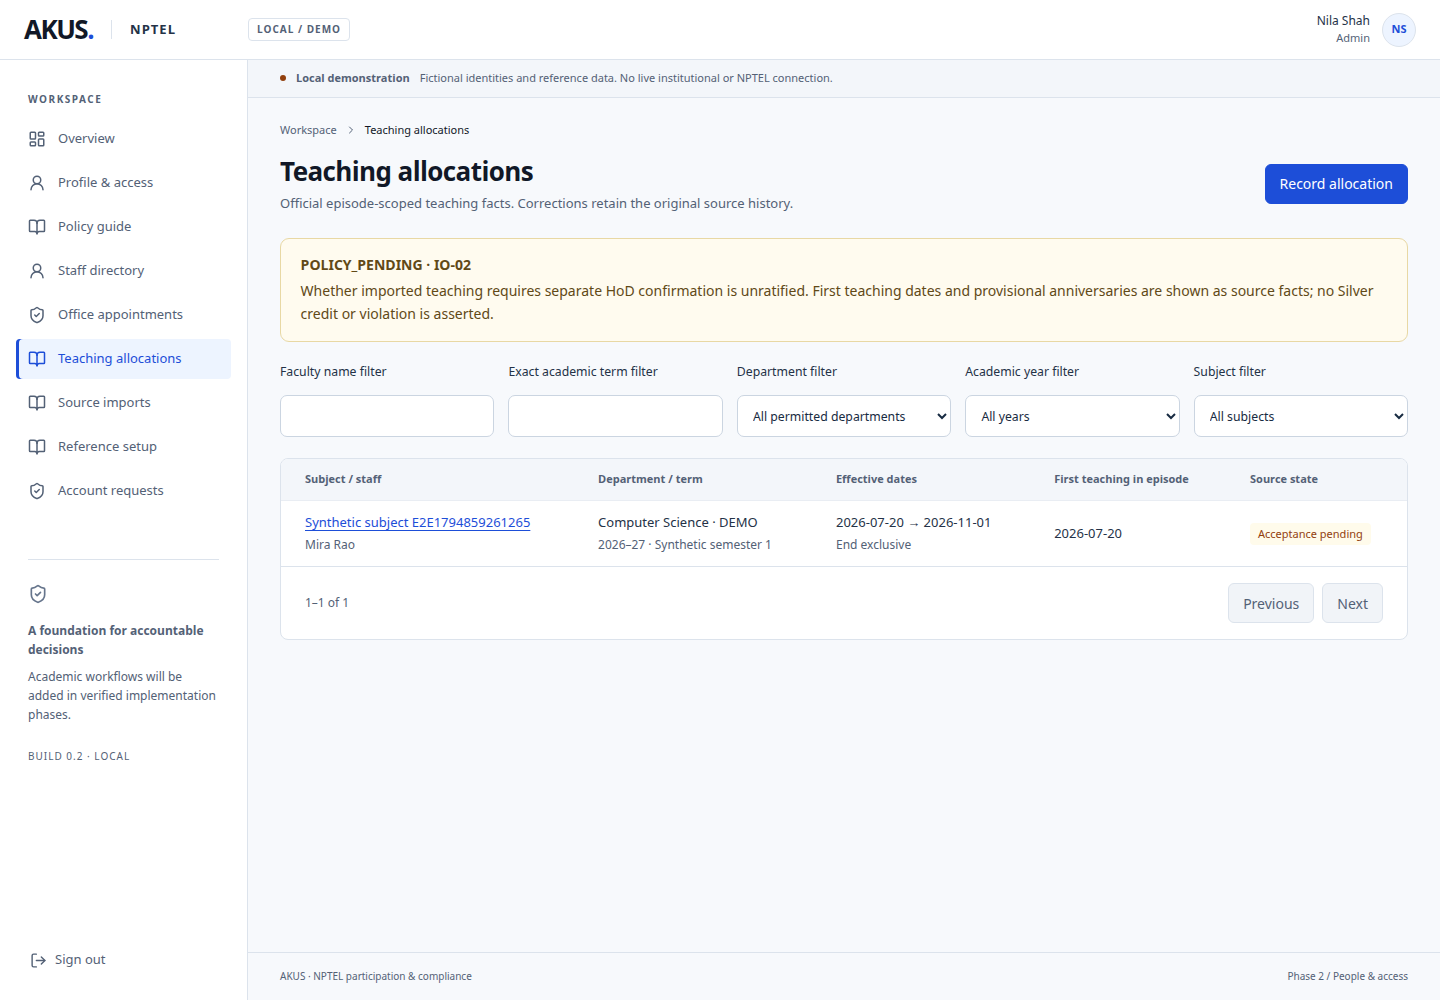 AKUS.
NPTEL
LOCAL / DEMO
Nila Shah
Admin
NS
WORKSPACE
Overview
Profile & access
Policy guide
Staff directory
Office appointments
Teaching allocations
Source imports
Reference setup
Account requests
A foundation for accountable
decisions
Academic workflows will be
added in verified implementation
phases.
BUILD 0.2 · LOCAL
Sign out
Local demonstration Fictional identities and reference data. No live institutional or NPTEL connection.
Workspace > Teaching allocations
Teaching allocations
Official episode-scoped teaching facts. Corrections retain the original source history.
Record allocation
POLICY_PENDING · IO-02
Whether imported teaching requires separate HoD confirmation is unratified. First teaching dates and provisional anniversaries are shown as source facts; no Silver
credit or violation is asserted.
Faculty name filter
Exact academic term filter
Department filter
Academic year filter
Subject filter
All permitted departments
All years
All subjects
Subject / staff
Department / term
Effective dates
First teaching in episode
Source state
Synthetic subject E2E1794859261265
Mira Rao
Computer Science · DEMO
2026–27 · Synthetic semester 1
2026-07-20 → 2026-11-01
End exclusive
2026-07-20
Acceptance pending
1–1 of 1
Previous
Next
AKUS · NPTEL participation & compliance
Phase 2 / People & access